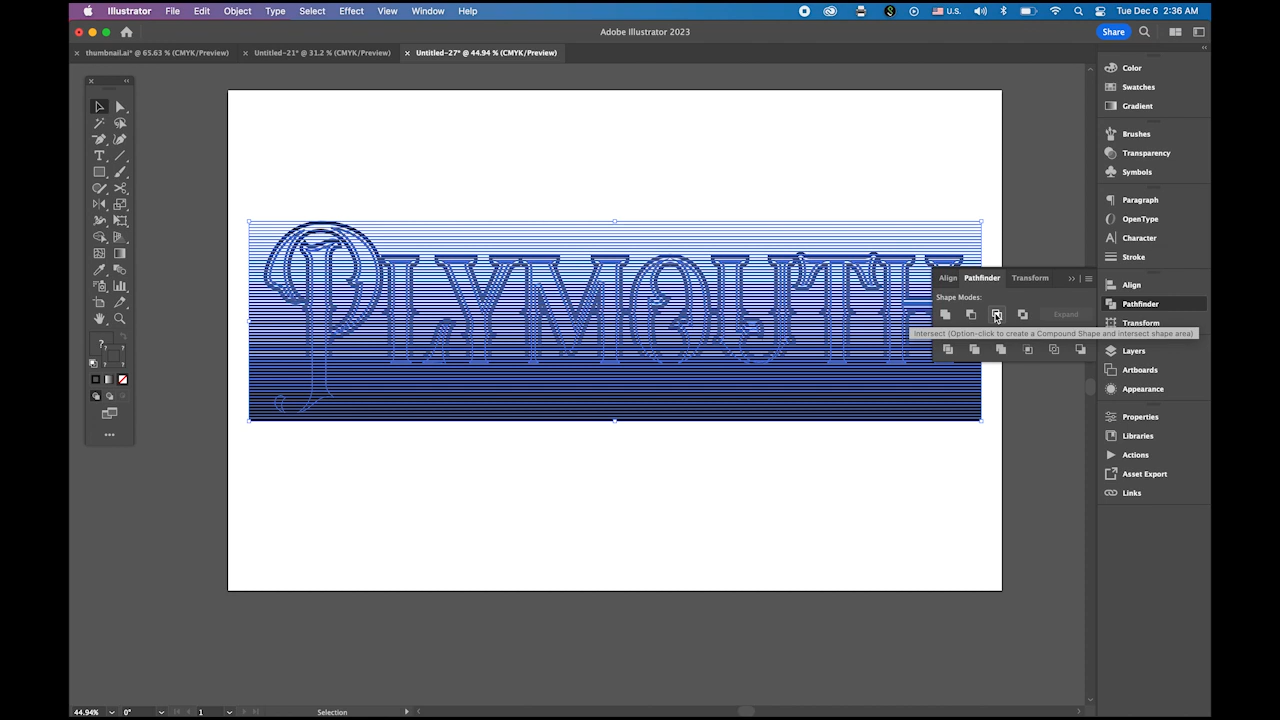 Illustrator File Edit Object Type Select Effect View Window Help U.S. Tue Dec 6 2:36 AM
Adobe Illustrator 2023 Share
× thumbnail.ai* @ 65.63 % (CMYK/Preview) × Untitled-21* @ 31.2 % (CMYK/Preview) × Untitled-27* @ 44.94 % (CMYK/Preview)
Color
Swatches
Gradient
Brushes
Transparency
Symbols
Paragraph
OpenType
Character
Stroke
PLYMOUTH
Align Pathfinder Transform
Shape Modes:
Expand
Intersect (Option-click to create a Compound Shape and intersect shape area)
Align
Pathfinder
Transform
Layers
Artboards
Appearance
Properties
Libraries
Actions
Asset Export
Links
44.94% 0° 1 Selection